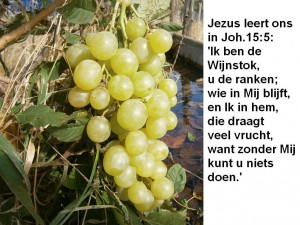 Jezus leert ons
in Joh.15:5:
'Ik ben de
Wijnstok,
u de ranken;
wie in Mij blijft,
en Ik in hem,
die draagt
veel vrucht,
want zonder Mij
kunt u niets
doen.'